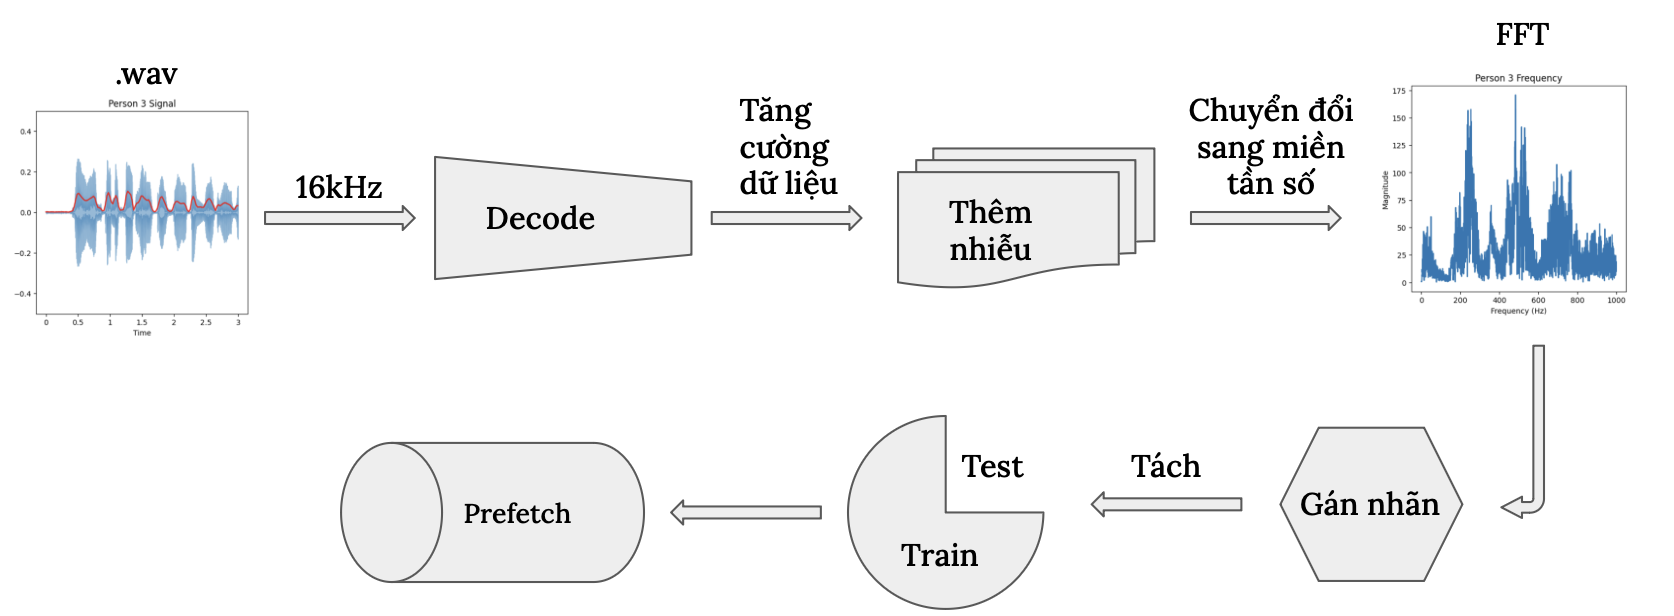 .wav
Person 3 Signal
0.4
0.2
0.0
−0.2
−0.4
0
0.5
1
1.5
2
2.5
3
Time
16kHz
Decode
Tăng
cường
dữ liệu
Thêm
nhiễu
Chuyển đổi
sang miền
tần số
FFT
Person 3 Frequency
175
150
125
100
75
50
25
0
Magnitude
0
200
400
600
800
1000
Frequency (Hz)
Gán nhãn
Tách
Test
Train
Prefetch